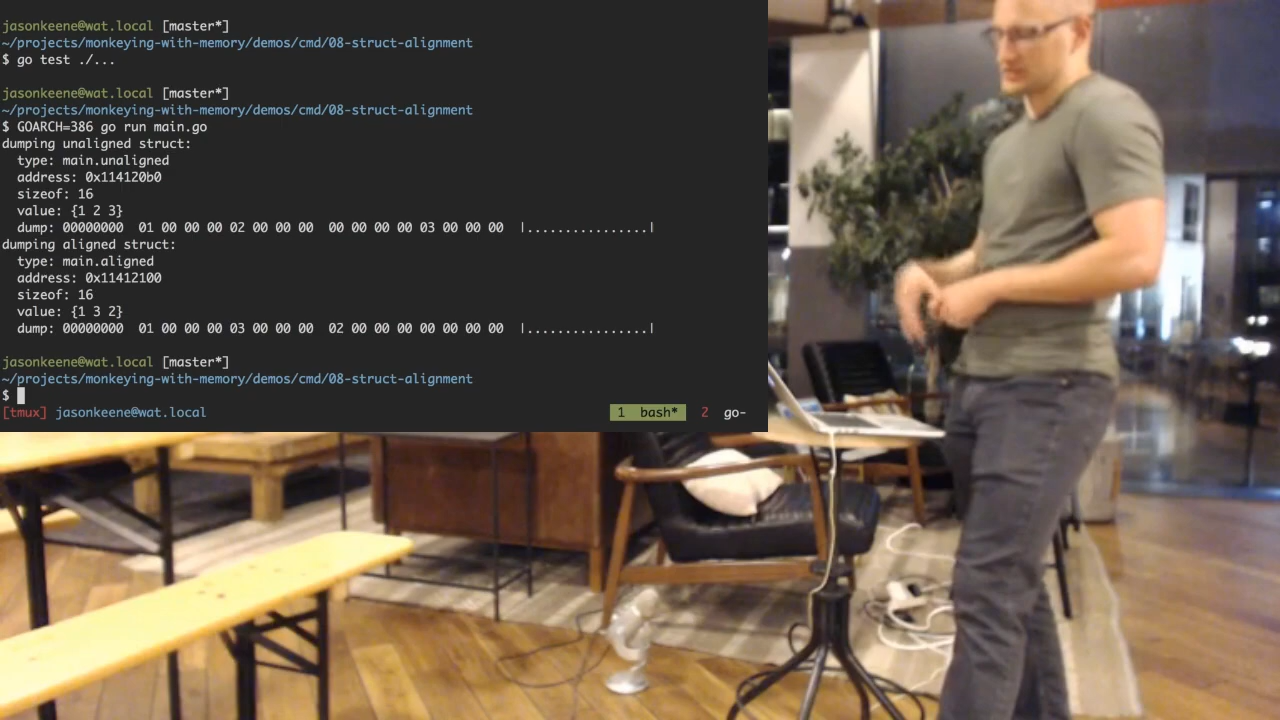 jasonkeene@wat.local [master*]
~/projects/monkeying-with-memory/demos/cmd/08-struct-alignment
$ go test ./...
jasonkeene@wat.local [master*]
~/projects/monkeying-with-memory/demos/cmd/08-struct-alignment
$ GOARCH=386 go run main.go
dumping unaligned struct:
type: main.unaligned
address: 0x114120b0
sizeof: 16
value: {1 2 3}
dump: 00000000 01 00 00 00 02 00 00 00 00 00 00 00 03 00 00 00 |................|
dumping aligned struct:
type: main.aligned
address: 0x11412100
sizeof: 16
value: {1 3 2}
dump: 00000000 01 00 00 00 03 00 00 00 02 00 00 00 00 00 00 00 |................|
jasonkeene@wat.local [master*]
~/projects/monkeying-with-memory/demos/cmd/08-struct-alignment
$
[tmux] jasonkeene@wat.local 1 bash* 2 go-